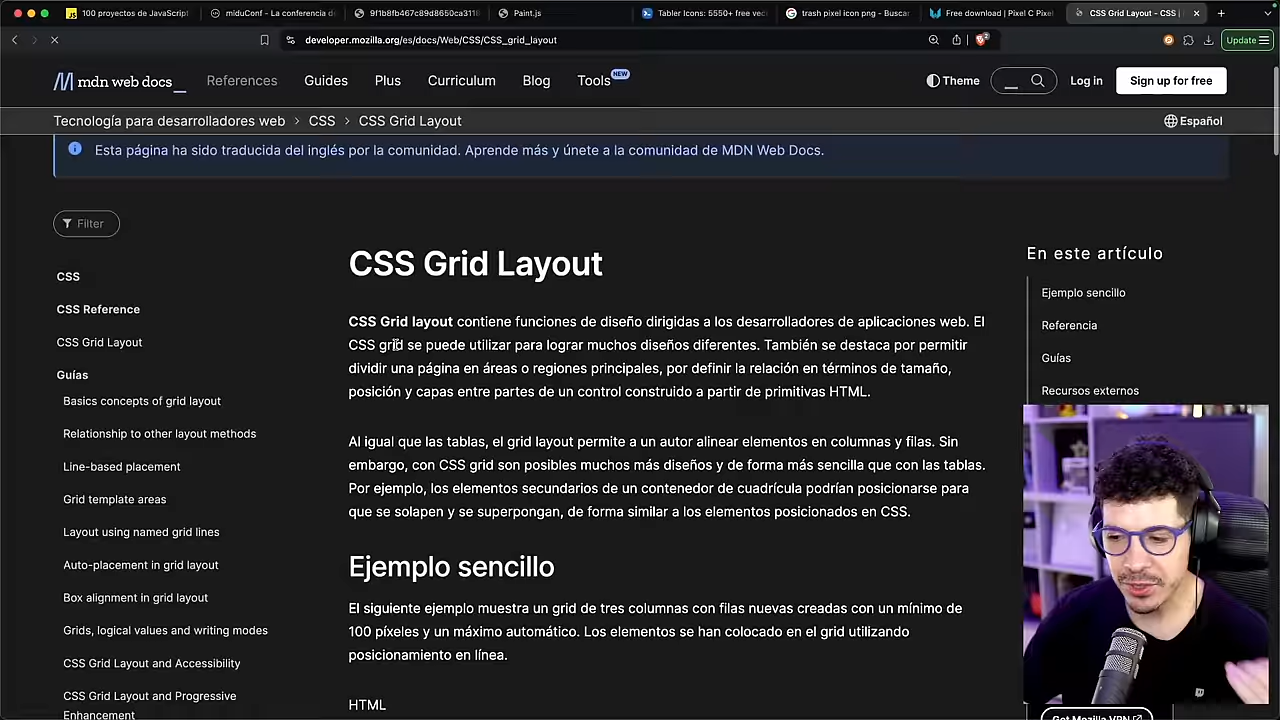 100 proyectos de JavaScript
miduConf - La conferencia de
9f1b8fb467c89d8650ca3118
Paint.js
Tabler Icons: 5550+ free vec
trash pixel icon png - Buscar
Free download | Pixel C Pixel
CSS Grid Layout - CSS |
developer.mozilla.org/es/docs/Web/CSS/CSS_grid_layout
2
Update
mdn web docs_
References
Guides
Plus
Curriculum
Blog
Tools NEW
Theme
Log in
Sign up for free
Tecnología para desarrolladores web > CSS > CSS Grid Layout
Español
Esta página ha sido traducida del inglés por la comunidad. Aprende más y únete a la comunidad de MDN Web Docs.
Filter
CSS
CSS Reference
CSS Grid Layout
Guías
Basics concepts of grid layout
Relationship to other layout methods
Line-based placement
Grid template areas
Layout using named grid lines
Auto-placement in grid layout
Box alignment in grid layout
Grids, logical values and writing modes
CSS Grid Layout and Accessibility
CSS Grid Layout and Progressive
Enhancement
CSS Grid Layout
CSS Grid layout contiene funciones de diseño dirigidas a los desarrolladores de aplicaciones web. El
CSS grid se puede utilizar para lograr muchos diseños diferentes. También se destaca por permitir
dividir una página en áreas o regiones principales, por definir la relación en términos de tamaño,
posición y capas entre partes de un control construido a partir de primitivas HTML.
Al igual que las tablas, el grid layout permite a un autor alinear elementos en columnas y filas. Sin
embargo, con CSS grid son posibles muchos más diseños y de forma más sencilla que con las tablas.
Por ejemplo, los elementos secundarios de un contenedor de cuadrícula podrían posicionarse para
que se solapen y se superpongan, de forma similar a los elementos posicionados en CSS.
Ejemplo sencillo
El siguiente ejemplo muestra un grid de tres columnas con filas nuevas creadas con un mínimo de
100 píxeles y un máximo automático. Los elementos se han colocado en el grid utilizando
posicionamiento en línea.
HTML
En este artículo
Ejemplo sencillo
Referencia
Guías
Recursos externos
Get Mozilla VPN